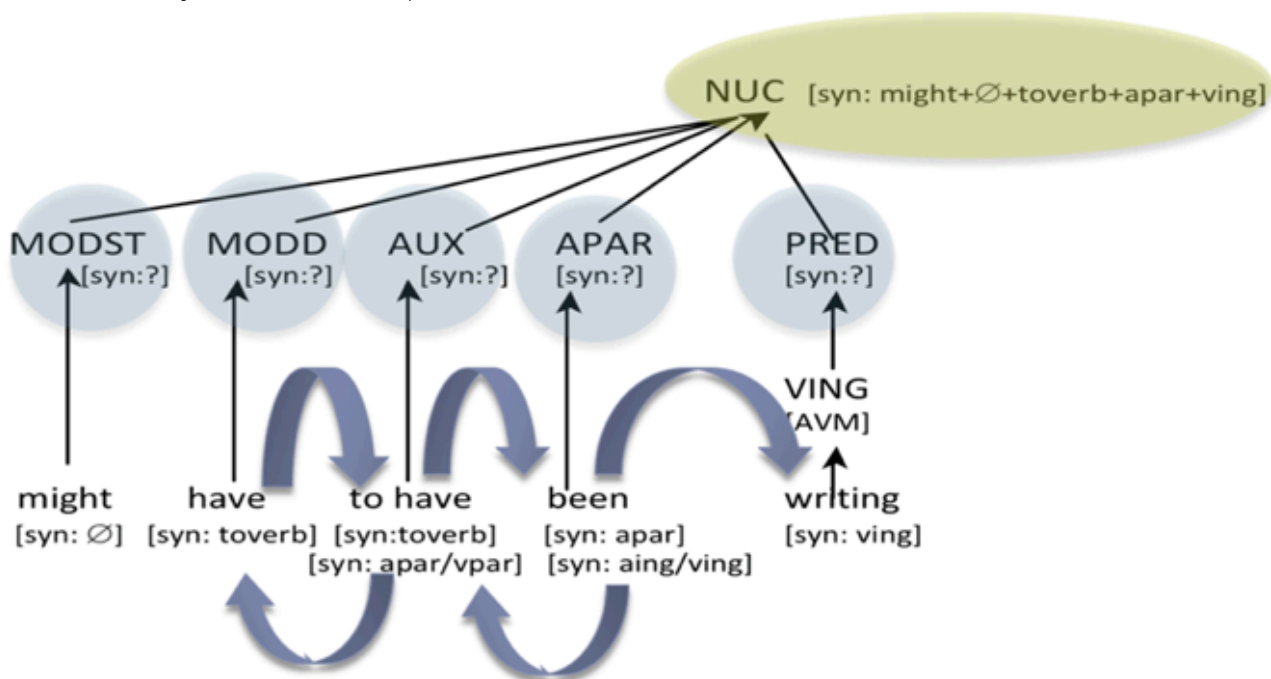 NUC [syn: might+∅+toverb+apar+ving]
MODST MODD AUX APAR PRED
[syn:?] [syn:?] [syn:?] [syn:?] [syn:?]
VING
[AVM]
might have to have been writing
[syn: ∅] [syn: toverb] [syn:toverb] [syn: apar] [syn: ving]
[syn: apar/vpar] [syn: aing/ving]